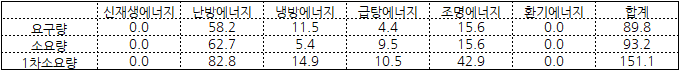 신재생에너지 난방에너지 냉방에너지 급탕에너지 조명에너지 환기에너지 합계
요구량 0.0 58.2 11.5 4.4 15.6 0.0 89.8
소요량 0.0 62.7 5.4 9.5 15.6 0.0 93.2
1차소요량 0.0 82.8 14.9 10.5 42.9 0.0 151.1